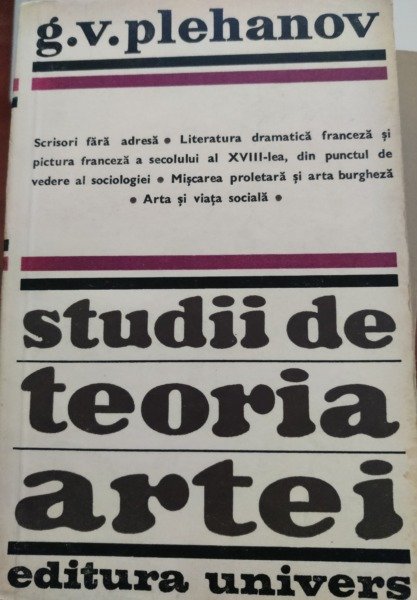 g.v.plehanov
Scrisori fără adresă • Literatura dramatică franceză și
pictura franceză a secolului al XVIII-lea, din punctul de
vedere al sociologiei • Mișcarea proletară și arta burgheză
• Arta și viața socială •
studii de
teoria
artei
editura univers